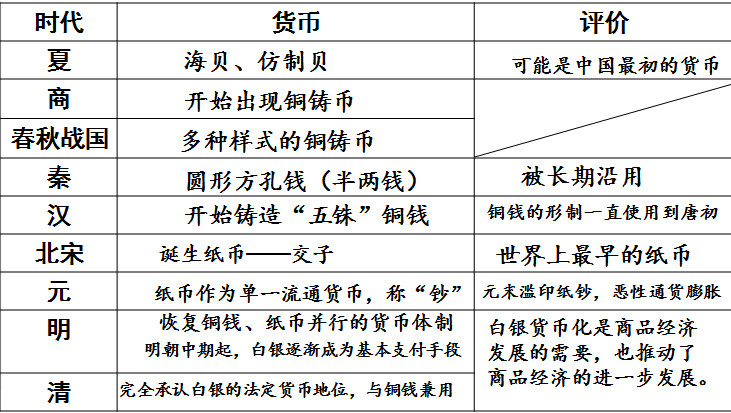 时代 货币 评价
夏 海贝、仿制贝 可能是中国最初的货币
商 开始出现铜铸币
春秋战国 多种样式的铜铸币
秦 圆形方孔钱（半两钱） 被长期沿用
汉 开始铸造“五铢”铜钱 铜钱的形制一直使用到唐初
北宋 诞生纸币——交子 世界上最早的纸币
元 纸币作为单一流通货币，称“钞” 元末滥印纸钞，恶性通货膨胀
明 恢复铜钱、纸币并行的货币体制
明朝中期起，白银逐渐成为基本支付手段
白银货币化是商品经济
发展的需要，也推动了
商品经济的进一步发展。
清 完全承认白银的法定货币地位，与铜钱兼用